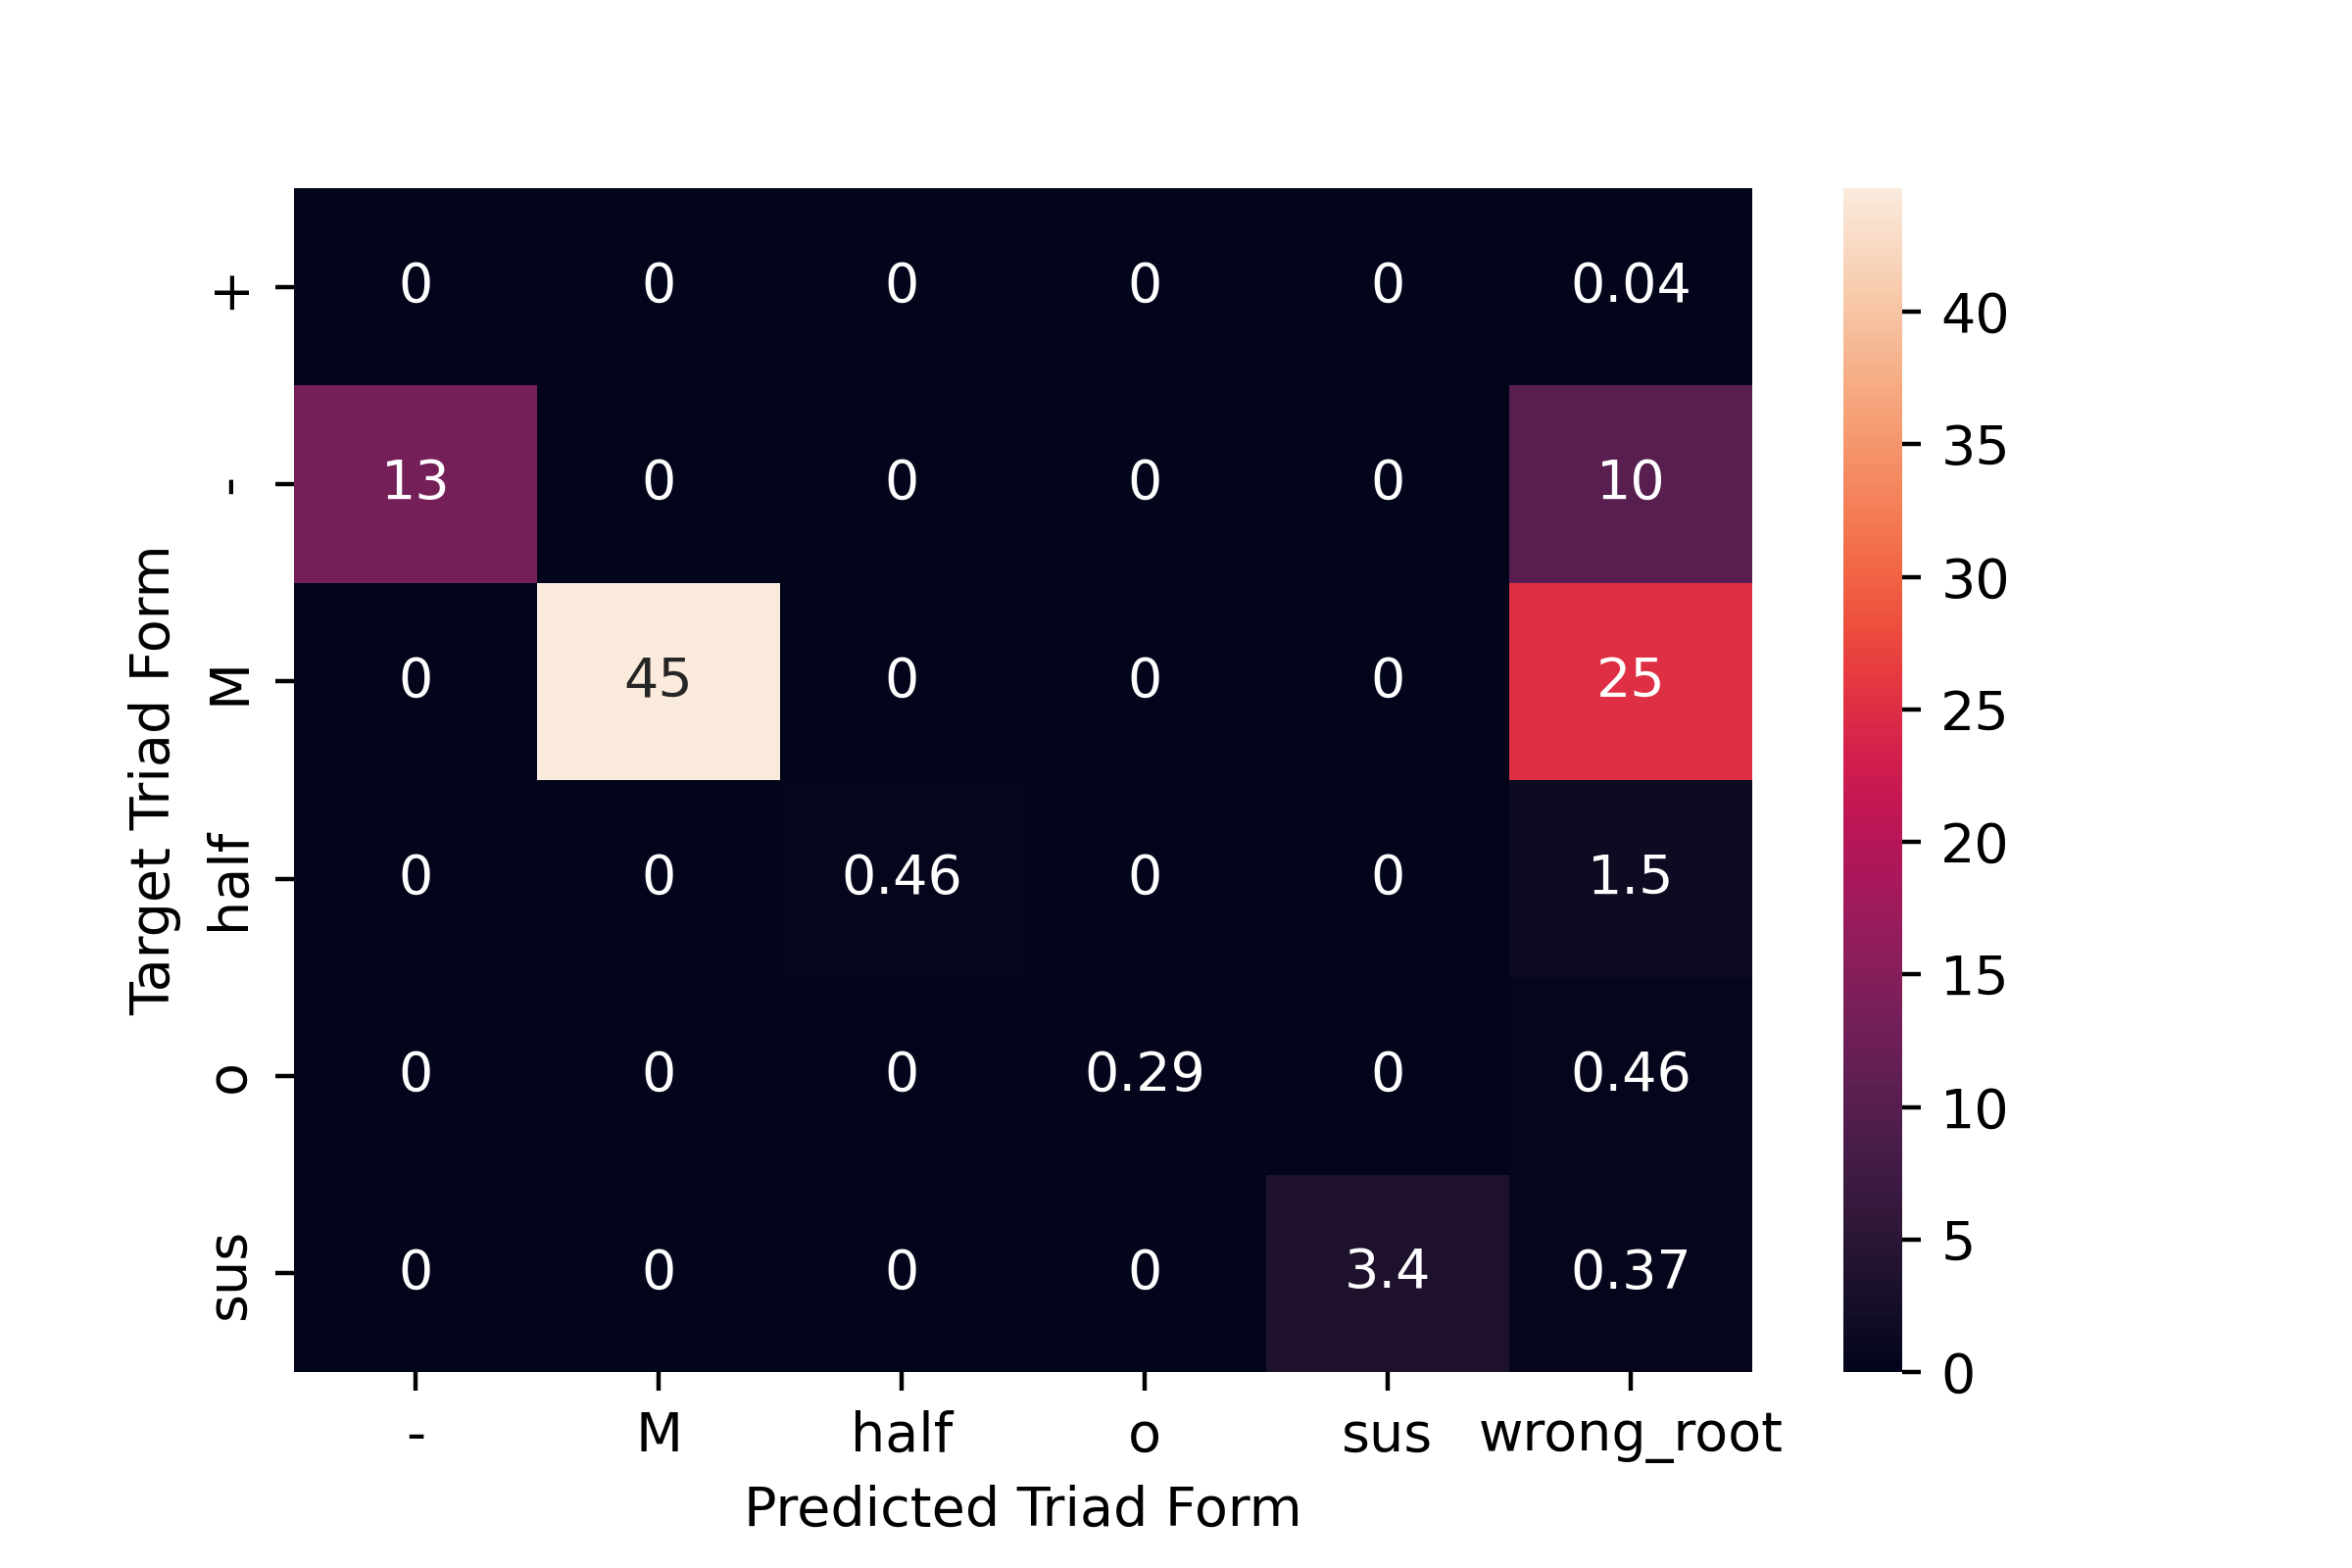 Target Triad Form
+ 0 0 0 0 0 0.04
- 13 0 0 0 0 10
M 0 45 0 0 0 25
half 0 0 0.46 0 0 1.5
o 0 0 0 0.29 0 0.46
sus 0 0 0 0 3.4 0.37
- M half o sus wrong_root
Predicted Triad Form
40
35
30
25
20
15
10
5
0